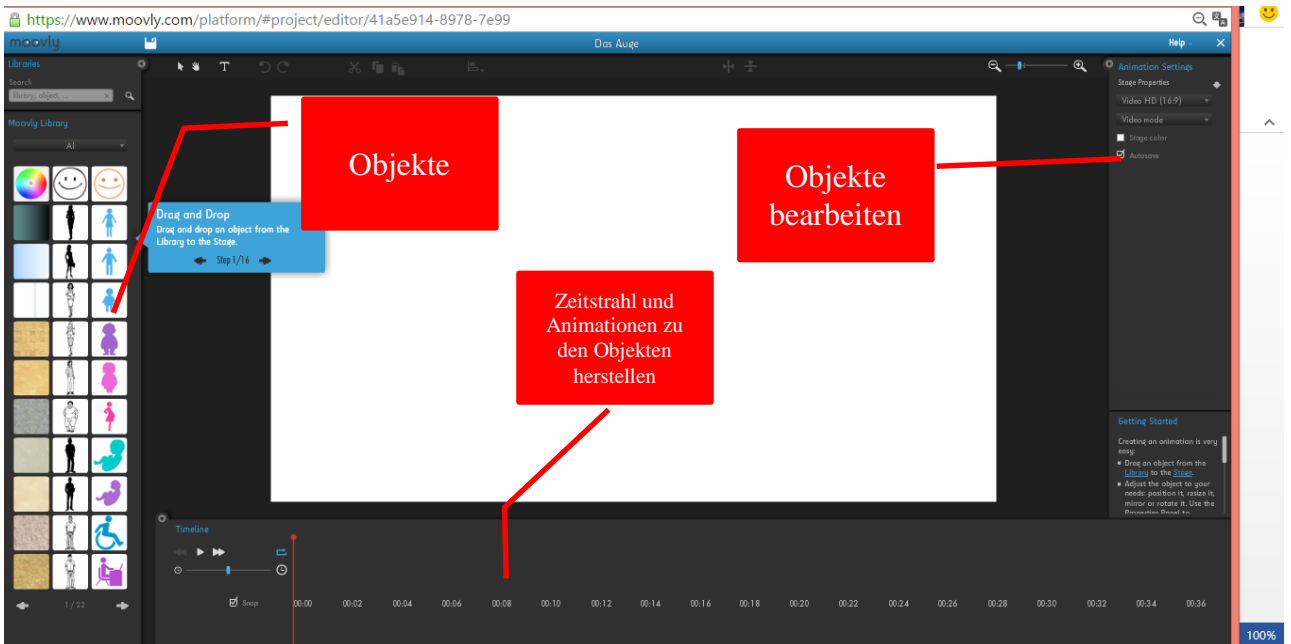 https://www.moovly.com/platform/#project/editor/41a5e914-8978-7e99
moovly
Das Auge
Help
Libraries
Search
library, object, ...
Moovly Library
All
T
Drag and Drop
Drag and drop an object from the
Library to the Stage.
Step 1/16
Objekte
Objekte
bearbeiten
Zeitstrahl und
Animationen zu
den Objekten
herstellen
Animation Settings
Stage Properties
Video HD (16:9)
Video mode
Stage color
Autosave
Getting Started
Creating an animation is very
easy:
Drag an object from the
Library to the Stage.
Adjust the object to your
needs: position it, resize it,
mirror or rotate it. Use the
Properties Panel to
Timeline
Snap
00:00 00:02 00:04 00:06 00:08 00:10 00:12 00:14 00:16 00:18 00:20 00:22 00:24 00:26 00:28 00:30 00:32 00:34 00:36
1/22
100%